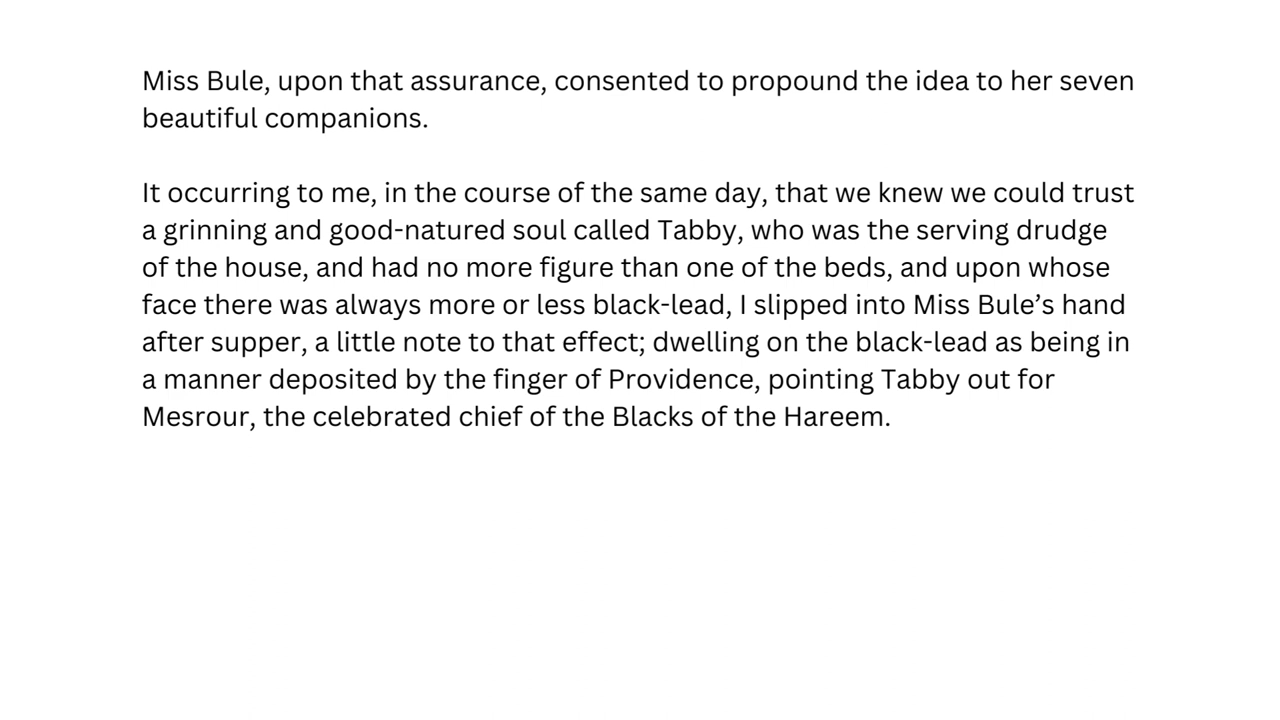 Miss Bule, upon that assurance, consented to propound the idea to her seven
beautiful companions.
It occurring to me, in the course of the same day, that we knew we could trust
a grinning and good-natured soul called Tabby, who was the serving drudge
of the house, and had no more figure than one of the beds, and upon whose
face there was always more or less black-lead, I slipped into Miss Bule’s hand
after supper, a little note to that effect; dwelling on the black-lead as being in
a manner deposited by the finger of Providence, pointing Tabby out for
Mesrour, the celebrated chief of the Blacks of the Hareem.